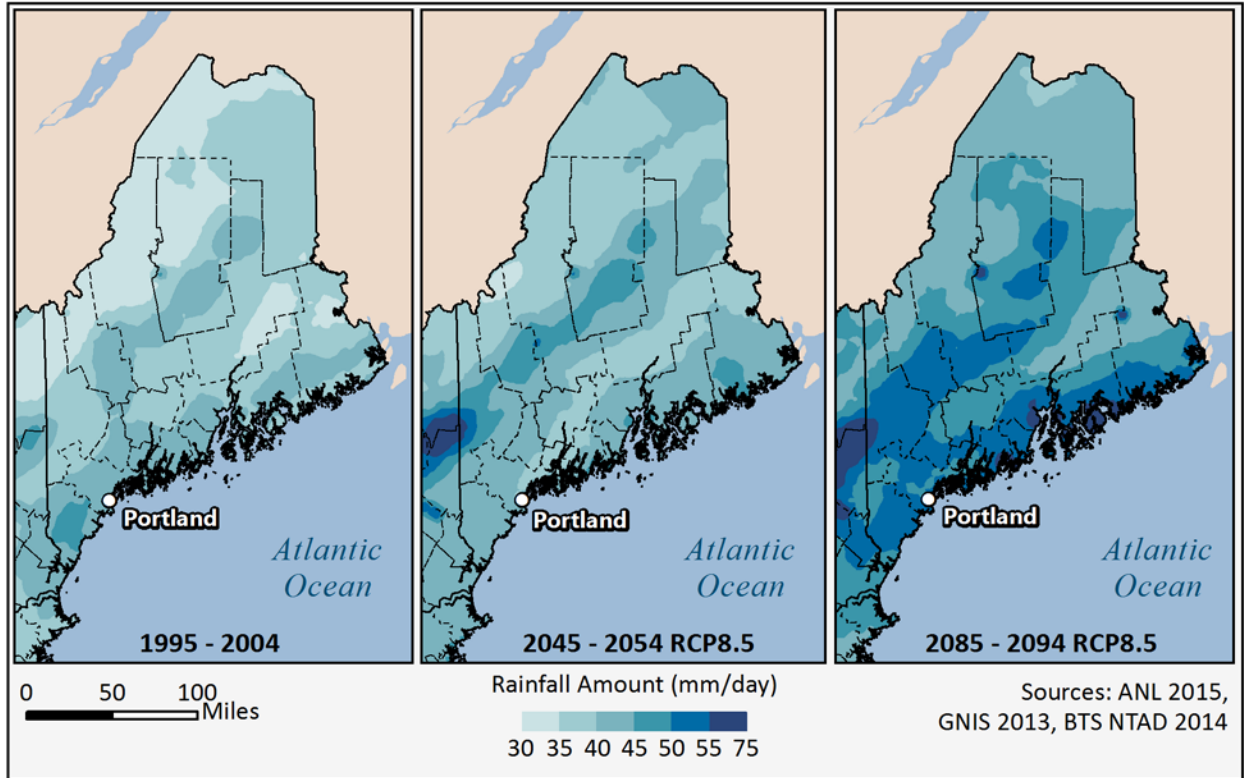 Portland
Atlantic
Ocean
1995 - 2004
Portland
Atlantic
Ocean
2045 - 2054 RCP8.5
Portland
Atlantic
Ocean
2085 - 2094 RCP8.5
0 50 100
Miles
Rainfall Amount (mm/day)
30 35 40 45 50 55 75
Sources: ANL 2015,
GNIS 2013, BTS NTAD 2014